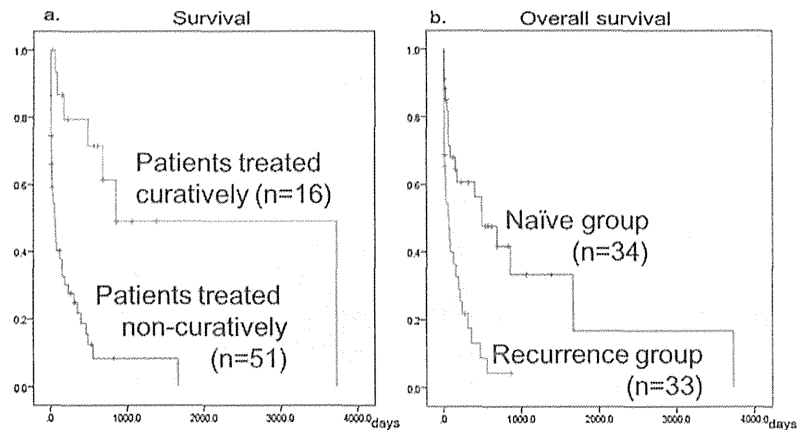 a.
Survival
1.0
0.8
0.6
0.4
0.2
0.0
Patients treated
curatively (n=16)
Patients treated
non-curatively
(n=51)
.0
1000.0
2000.0
3000.0
4000.0
days
b.
Overall survival
1.0
0.8
0.6
0.4
0.2
0.0
Naïve group
(n=34)
Recurrence group
(n=33)
.0
1000.0
2000.0
3000.0
4000.0
days